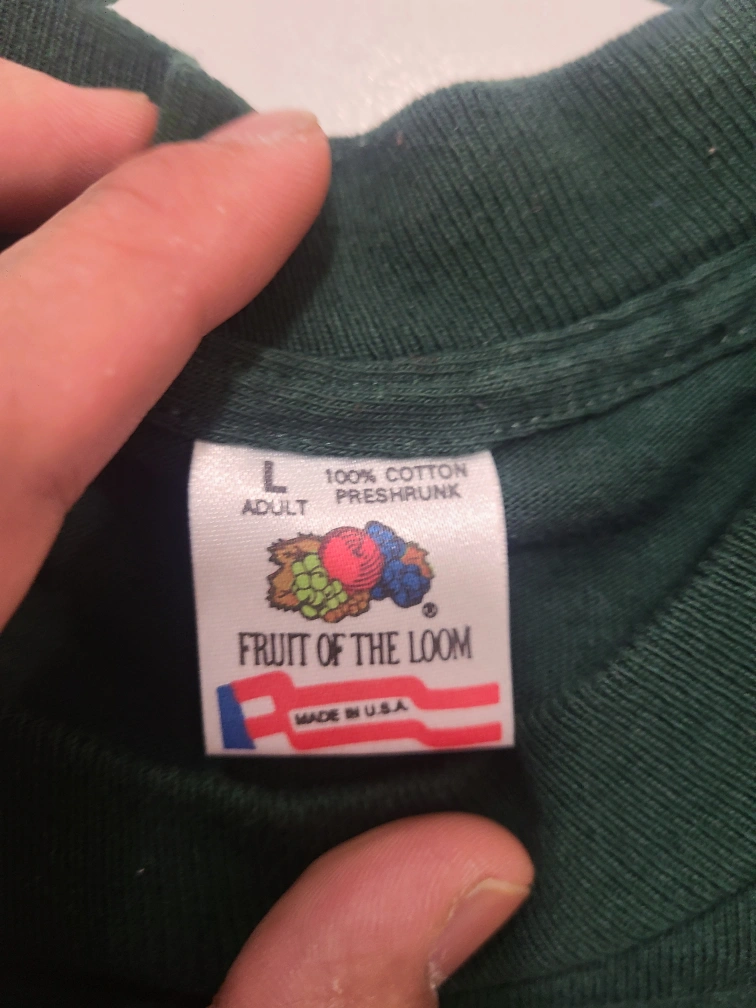 L
ADULT
100% COTTON
PRESHRUNK
®
FRUIT OF THE LOOM
MADE IN U.S.A.